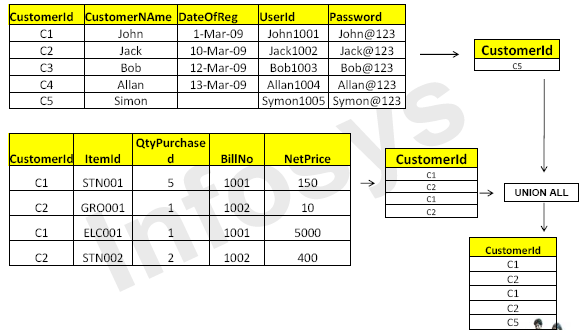 CustomerId CustomerNAme DateOfReg UserId Password
C1 John 1-Mar-09 John1001 John@123
C2 Jack 10-Mar-09 Jack1002 Jack@123
C3 Bob 12-Mar-09 Bob1003 Bob@123
C4 Allan 13-Mar-09 Allan1004 Allan@123
C5 Simon Symon1005 Symon@123
CustomerId
C5
QtyPurchase
CustomerId ItemId d BillNo NetPrice
C1 STN001 5 1001 150
C2 GRO001 1 1002 10
C1 ELC001 1 1001 5000
C2 STN002 2 1002 400
CustomerId
C1
C2
C1
C2
UNION ALL
CustomerId
C1
C2
C1
C2
C5
Infosys